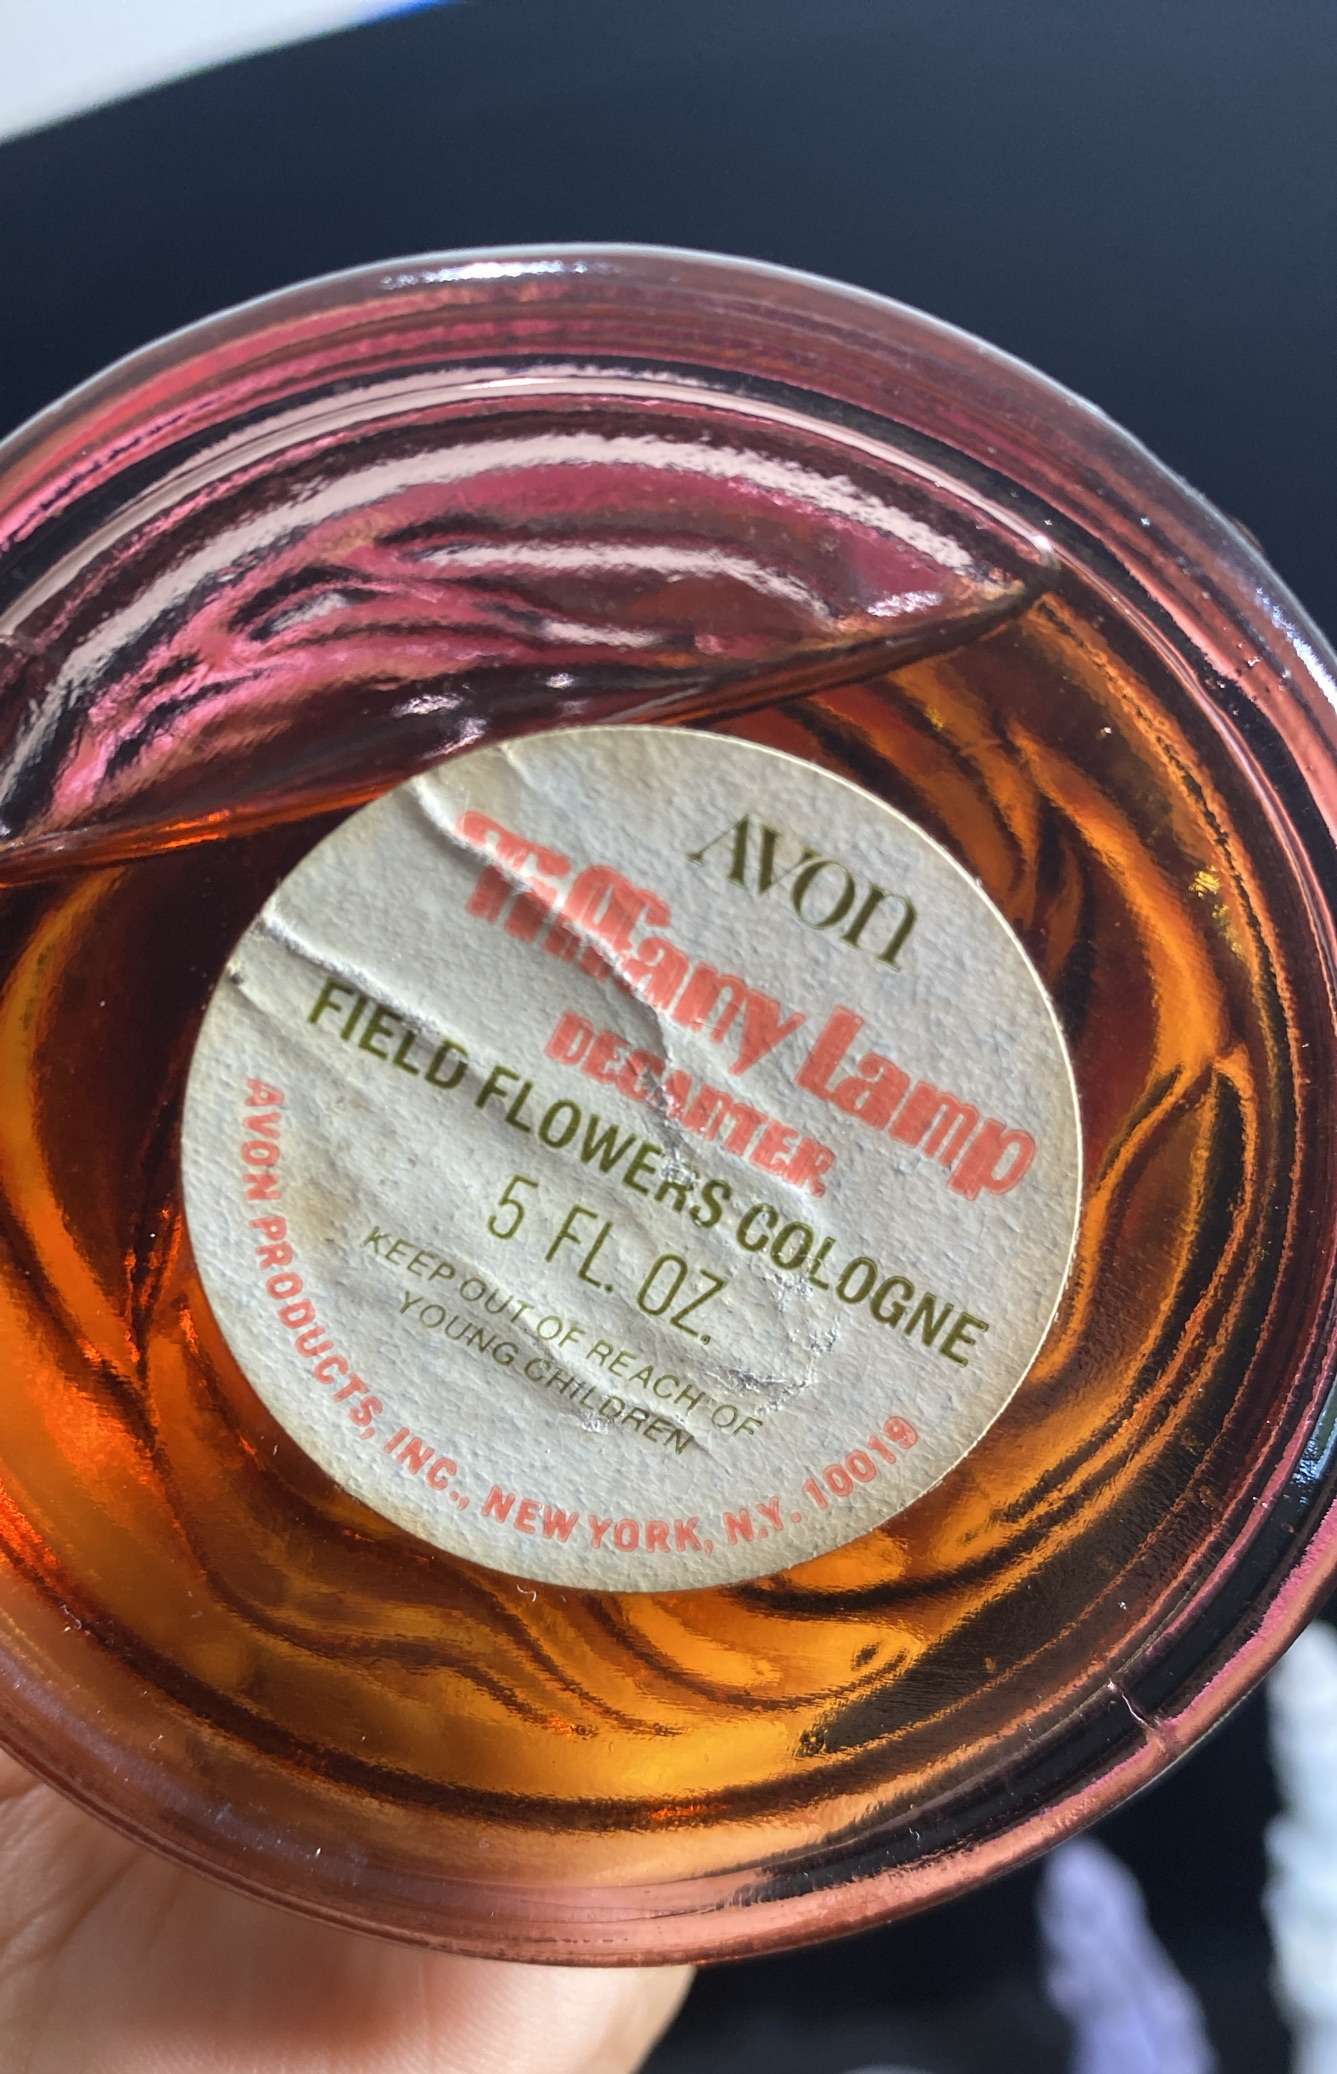 AVON
Tiffany Lamp
DECANTER
FIELD FLOWERS COLOGNE
5 FL. OZ.
KEEP OUT OF REACH OF
YOUNG CHILDREN
AVON PRODUCTS, INC., NEW YORK, N.Y. 10019